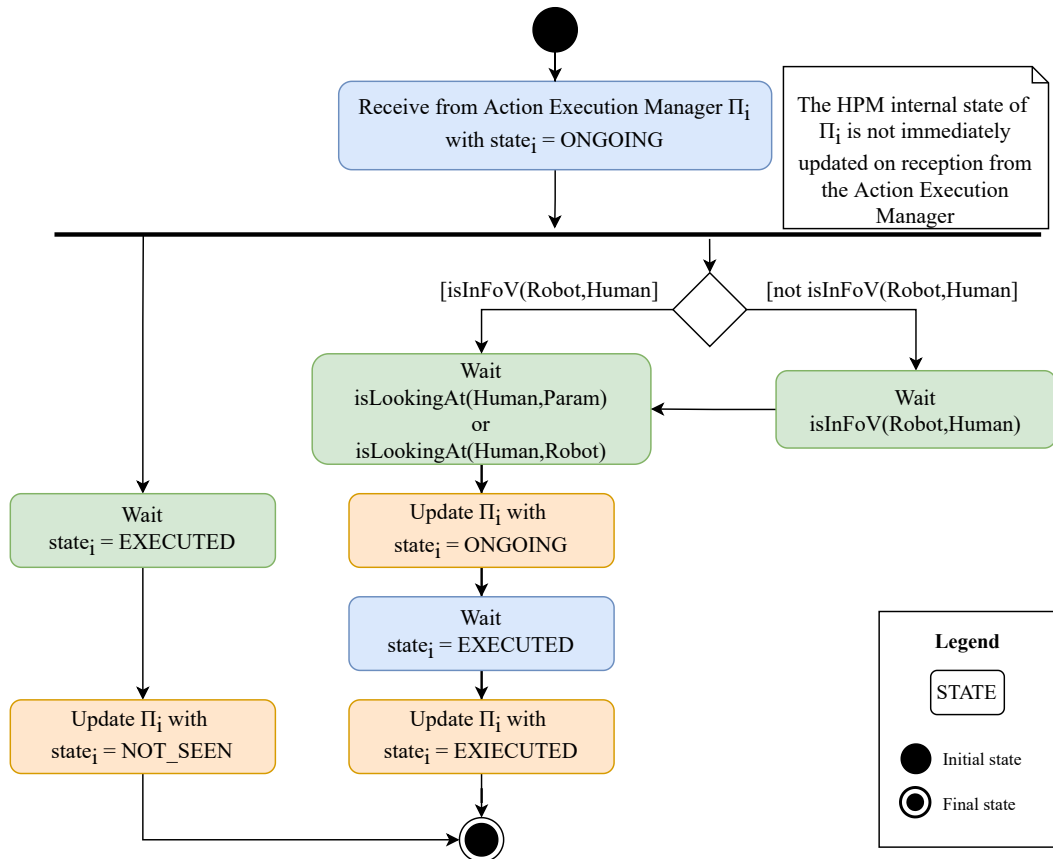 Receive from Action Execution Manager Πi
with statei = ONGOING
The HPM internal state of
Πi is not immediately
updated on reception from
the Action Execution
Manager
[isInFoV(Robot,Human]
[not isInFoV(Robot,Human]
Wait
isLookingAt(Human,Param)
or
isLookingAt(Human,Robot)
Wait
isInFoV(Robot,Human)
Wait
statei = EXECUTED
Update Πi with
statei = ONGOING
Wait
statei = EXECUTED
Update Πi with
statei = NOT_SEEN
Update Πi with
statei = EXIECUTED
Legend
STATE
Initial state
Final state